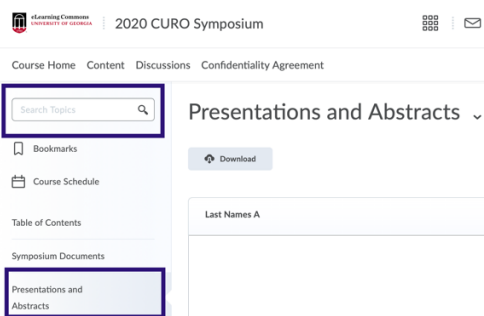 eLearning Commons
UNIVERSITY OF GEORGIA
2020 CURO Symposium
Course Home Content Discussions Confidentiality Agreement
Search Topics
Presentations and Abstracts
Bookmarks
Download
Course Schedule
Last Names A
Table of Contents
Symposium Documents
Presentations and
Abstracts